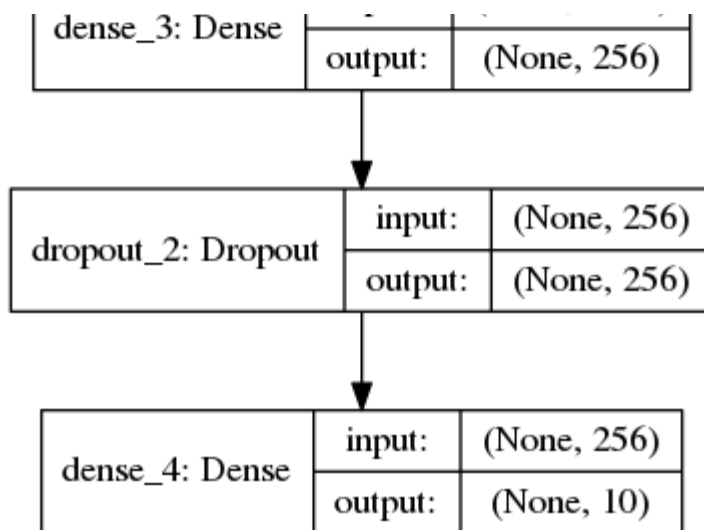 dense_3: Dense
output: (None, 256)
dropout_2: Dropout
input: (None, 256)
output: (None, 256)
dense_4: Dense
input: (None, 256)
output: (None, 10)